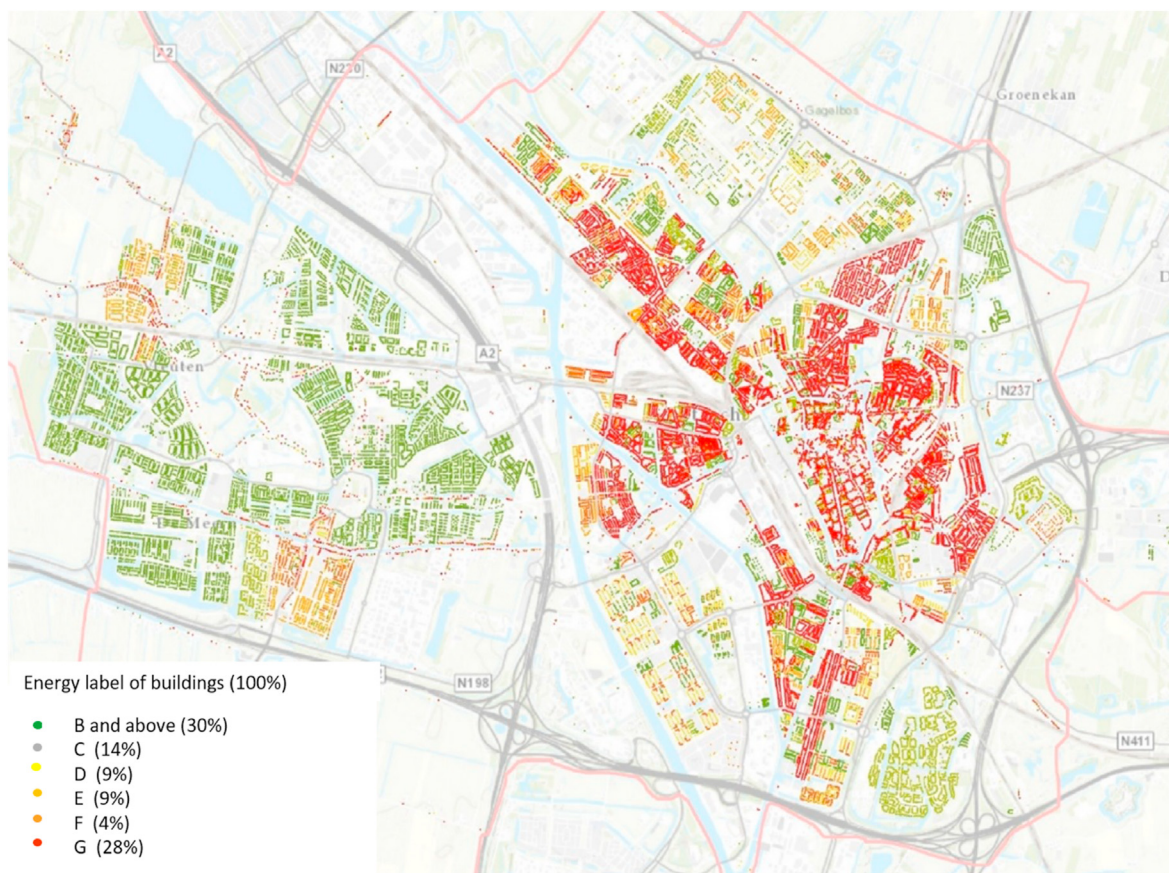 A2
N230
Groenekan
Gagelbos
D
A2
N237
N198
N411
Energy label of buildings (100%)
B and above (30%)
C (14%)
D (9%)
E (9%)
F (4%)
G (28%)